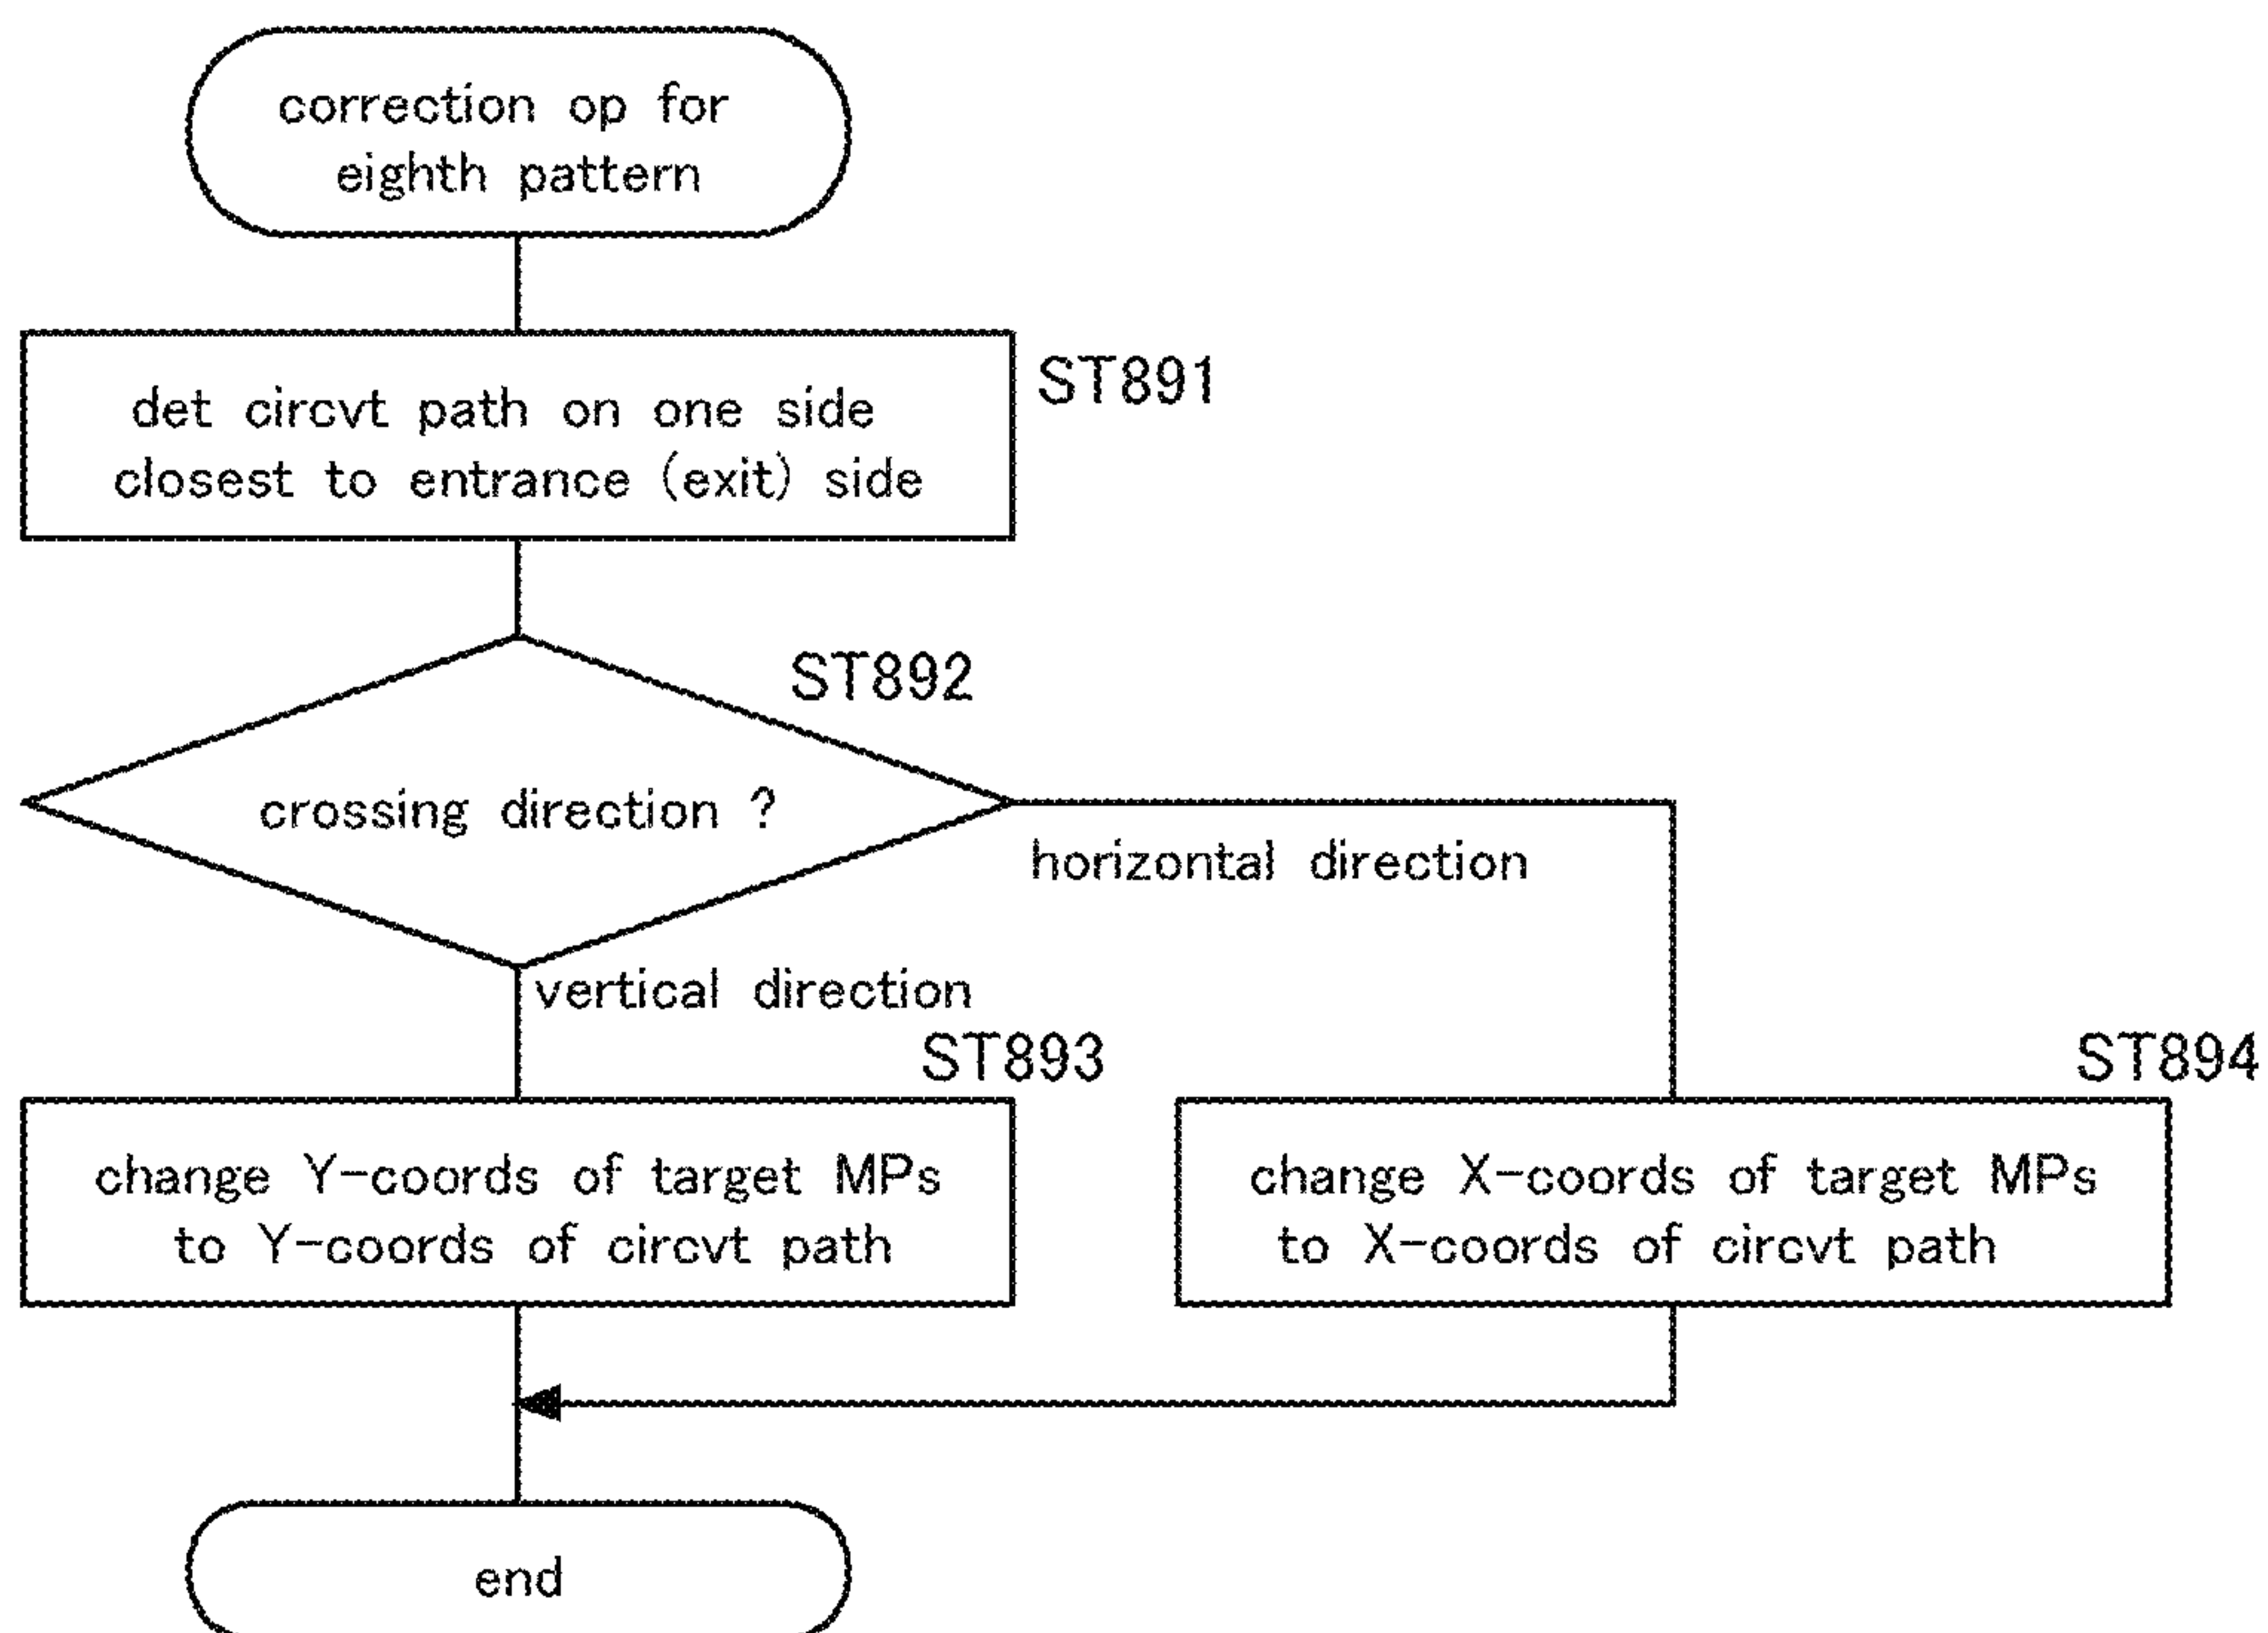 correction op for
eighth pattern
ST891
det circvt path on one side
closest to entrance (exit) side
ST892
crossing direction ?
horizontal direction
vertical direction
ST893
change Y-coords of target MPs
to Y-coords of circvt path
ST894
change X-coords of target MPs
to X-coords of circvt path
end